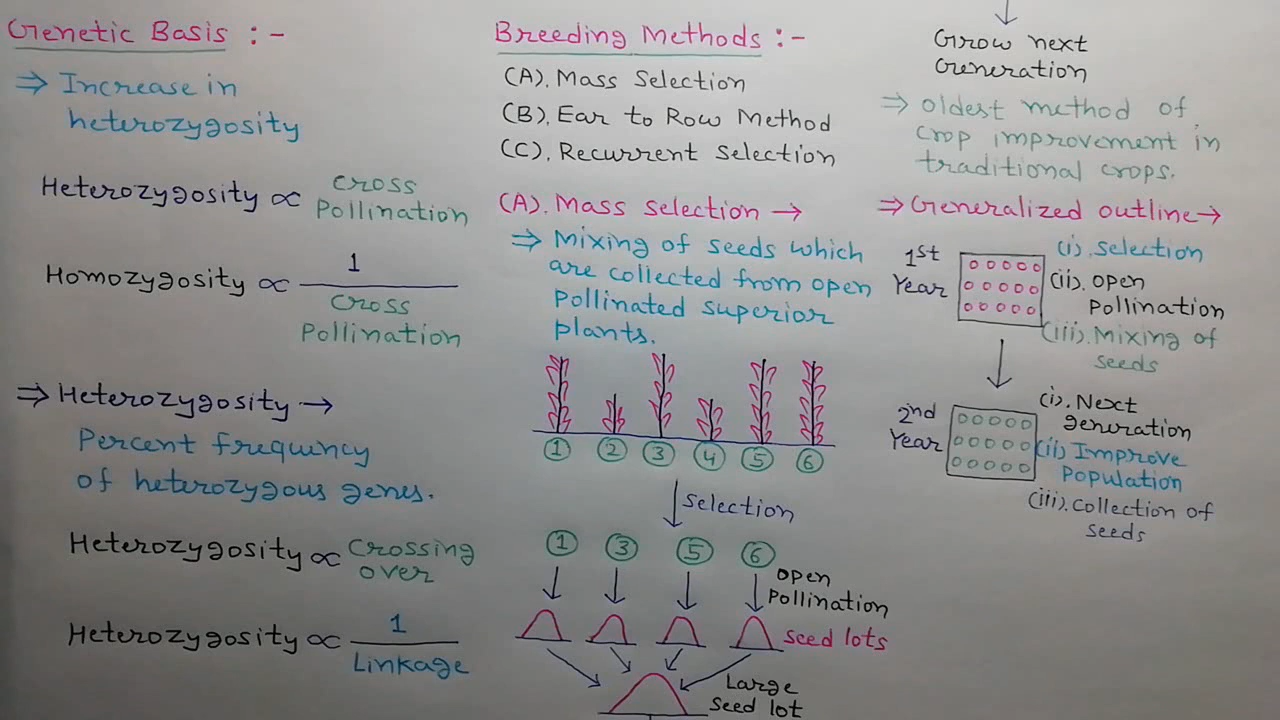 Genetic Basis :-
⇒ Increase in
heterozygosity
Heterozygosity ∝ Cross
Pollination
Homozygosity ∝ 1
Cross
Pollination
⇒ Heterozygosity →
Percent frequency
of heterozygous genes.
Heterozygosity ∝ Crossing
over
Heterozygosity ∝ 1
Linkage
Breeding Methods :-
(A). Mass Selection
(B). Ear to Row Method
(C). Recurrent Selection
(A). Mass Selection →
⇒ Mixing of seeds which
are collected from open
pollinated superior
plants.
1 2 3 4 5 6
Selection
1 3 5 6
Open
Pollination
Seed lots
Large
Seed lot
Grow next
Generation
⇒ Oldest method of
crop improvement in
traditional crops.
⇒ Generalized outline →
1st
Year
(i). Selection
(ii). Open
Pollination
(iii). Mixing of
seeds
2nd
Year
(i). Next
generation
(ii) Improve
Population
(iii). Collection of
seeds